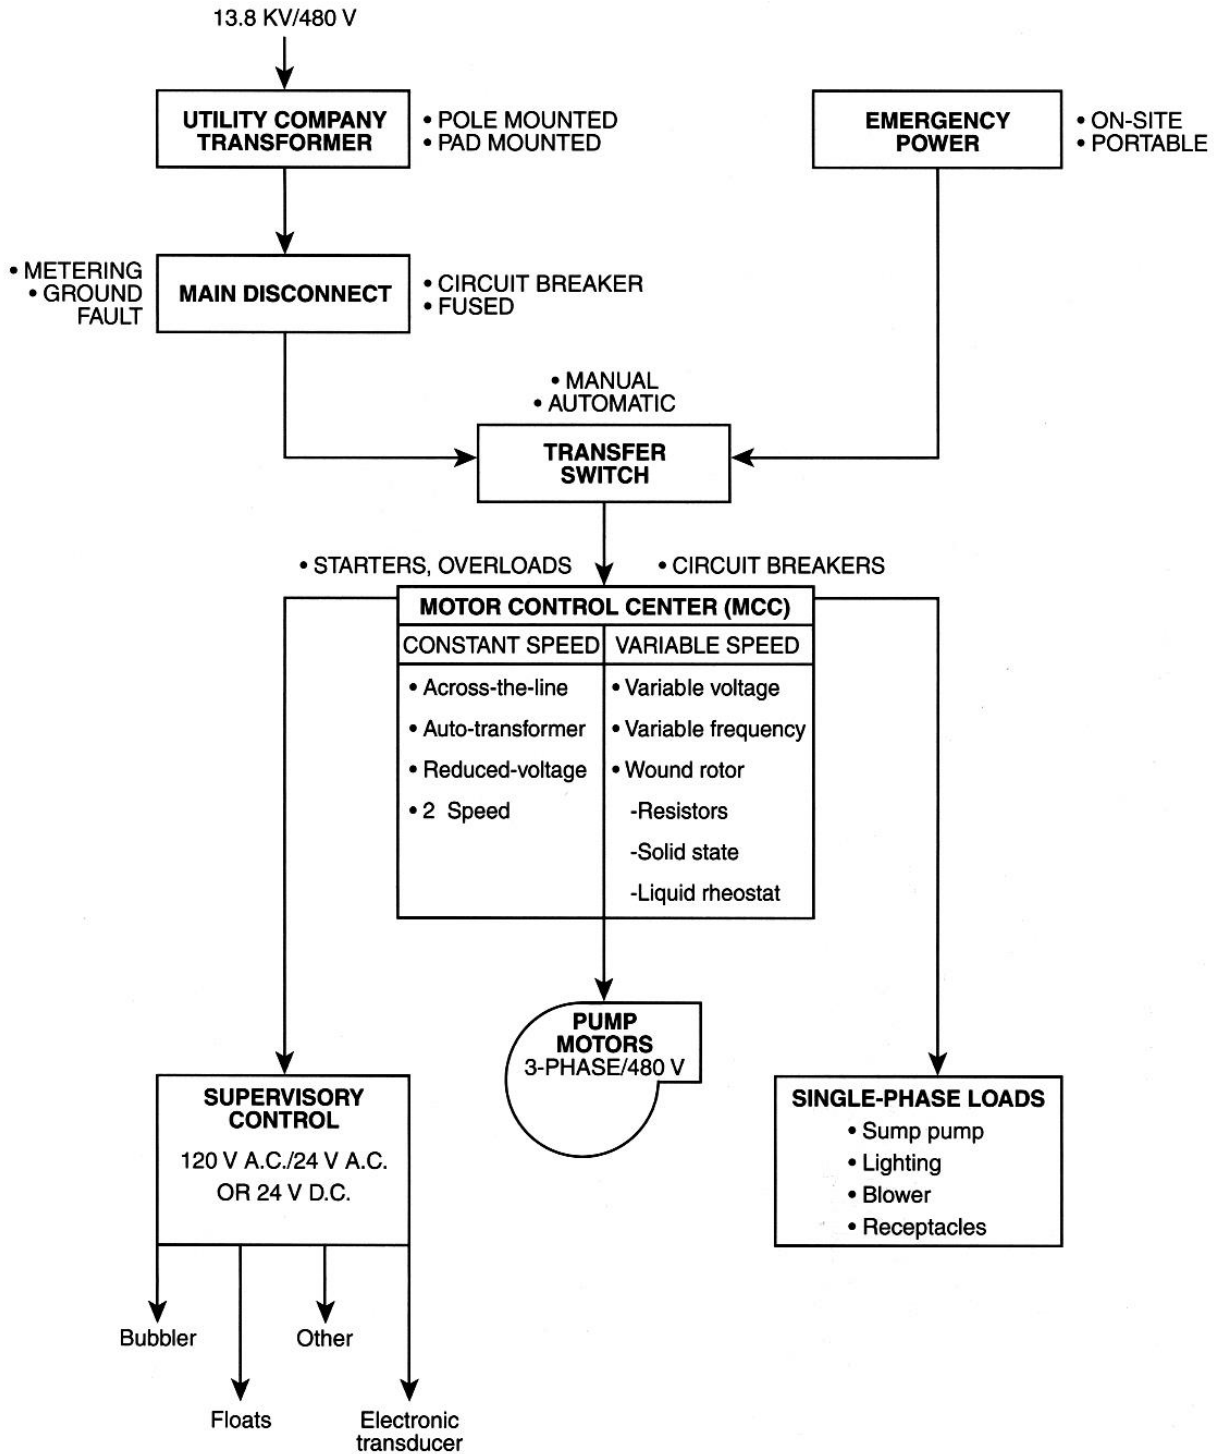 13.8 KV/480 V
UTILITY COMPANY
TRANSFORMER
• POLE MOUNTED
• PAD MOUNTED
EMERGENCY
POWER
• ON-SITE
• PORTABLE
• METERING
• GROUND
FAULT
MAIN DISCONNECT
• CIRCUIT BREAKER
• FUSED
• MANUAL
• AUTOMATIC
TRANSFER
SWITCH
• STARTERS, OVERLOADS
• CIRCUIT BREAKERS
MOTOR CONTROL CENTER (MCC)
CONSTANT SPEED
• Across-the-line
• Auto-transformer
• Reduced-voltage
• 2 Speed
VARIABLE SPEED
• Variable voltage
• Variable frequency
• Wound rotor
-Resistors
-Solid state
-Liquid rheostat
PUMP
MOTORS
3-PHASE/480 V
SUPERVISORY
CONTROL
120 V A.C./24 V A.C.
OR 24 V D.C.
SINGLE-PHASE LOADS
• Sump pump
• Lighting
• Blower
• Receptacles
Bubbler
Other
Floats
Electronic
transducer